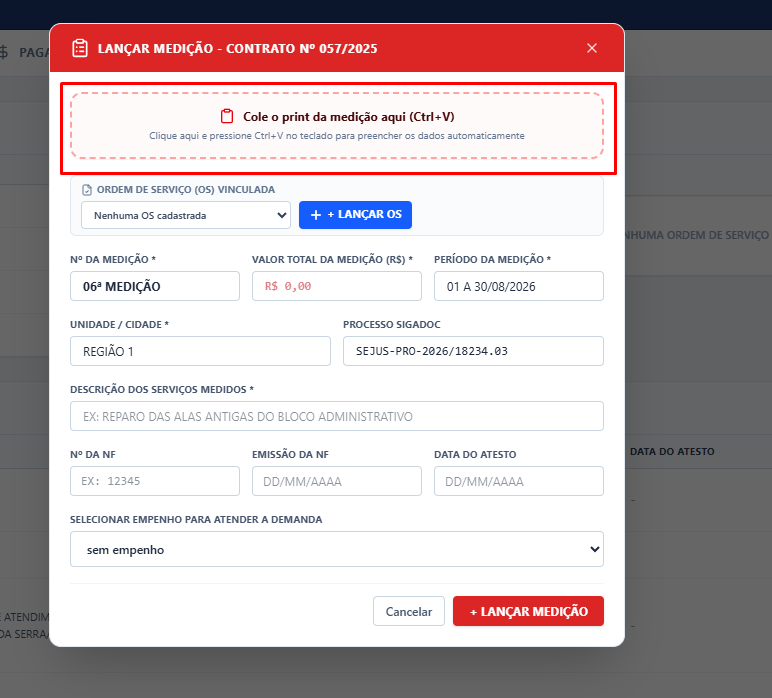 $ PAGA
LANÇAR MEDIÇÃO - CONTRATO Nº 057/2025
Cole o print da medição aqui (Ctrl+V)
Clique aqui e pressione Ctrl+V no teclado para preencher os dados automaticamente
ORDEM DE SERVIÇO (OS) VINCULADA
Nenhuma OS cadastrada
+ + LANÇAR OS
NHUMA ORDEM DE SERVIÇO
Nº DA MEDIÇÃO *
VALOR TOTAL DA MEDIÇÃO (R$) *
PERÍODO DA MEDIÇÃO *
06ª MEDIÇÃO
R$ 0,00
01 A 30/08/2026
UNIDADE / CIDADE *
PROCESSO SIGADOC
REGIÃO 1
SEJUS-PRO-2026/18234.03
DESCRIÇÃO DOS SERVIÇOS MEDIDOS *
EX: REPARO DAS ALAS ANTIGAS DO BLOCO ADMINISTRATIVO
Nº DA NF
EMISSÃO DA NF
DATA DO ATESTO
DATA DO ATESTO
EX: 12345
DD/MM/AAAA
DD/MM/AAAA
-
SELECIONAR EMPENHO PARA ATENDER A DEMANDA
sem empenho
Cancelar
+ LANÇAR MEDIÇÃO
E ATENDIM
DA SERRA/
-